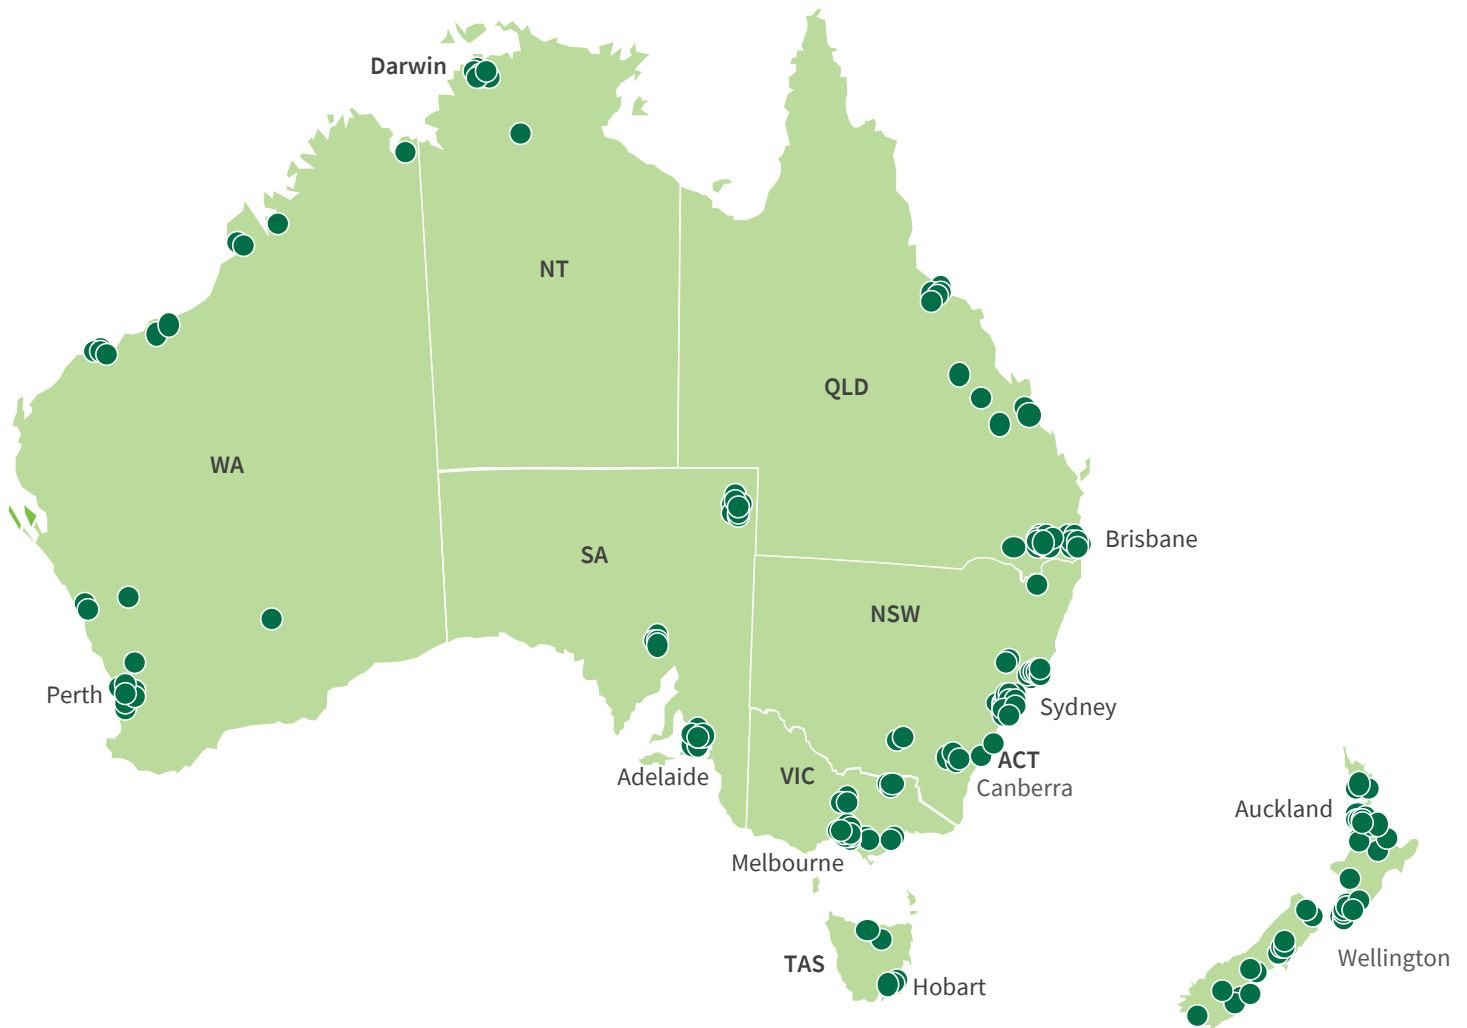 Darwin
NT
QLD
WA
Brisbane
SA
NSW
Perth
Sydney
ACT
Adelaide
VIC
Canberra
Auckland
Melbourne
Wellington
TAS
Hobart